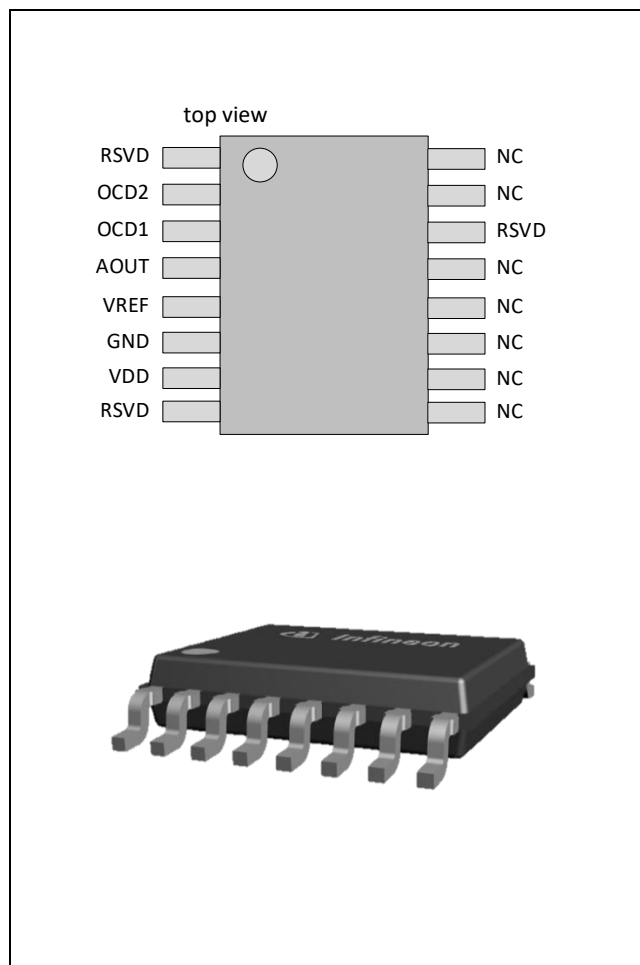 top view
RSVD
OCD2
OCD1
AOUT
VREF
GND
VDD
RSVD
NC
NC
RSVD
NC
NC
NC
NC
NC
Infineon